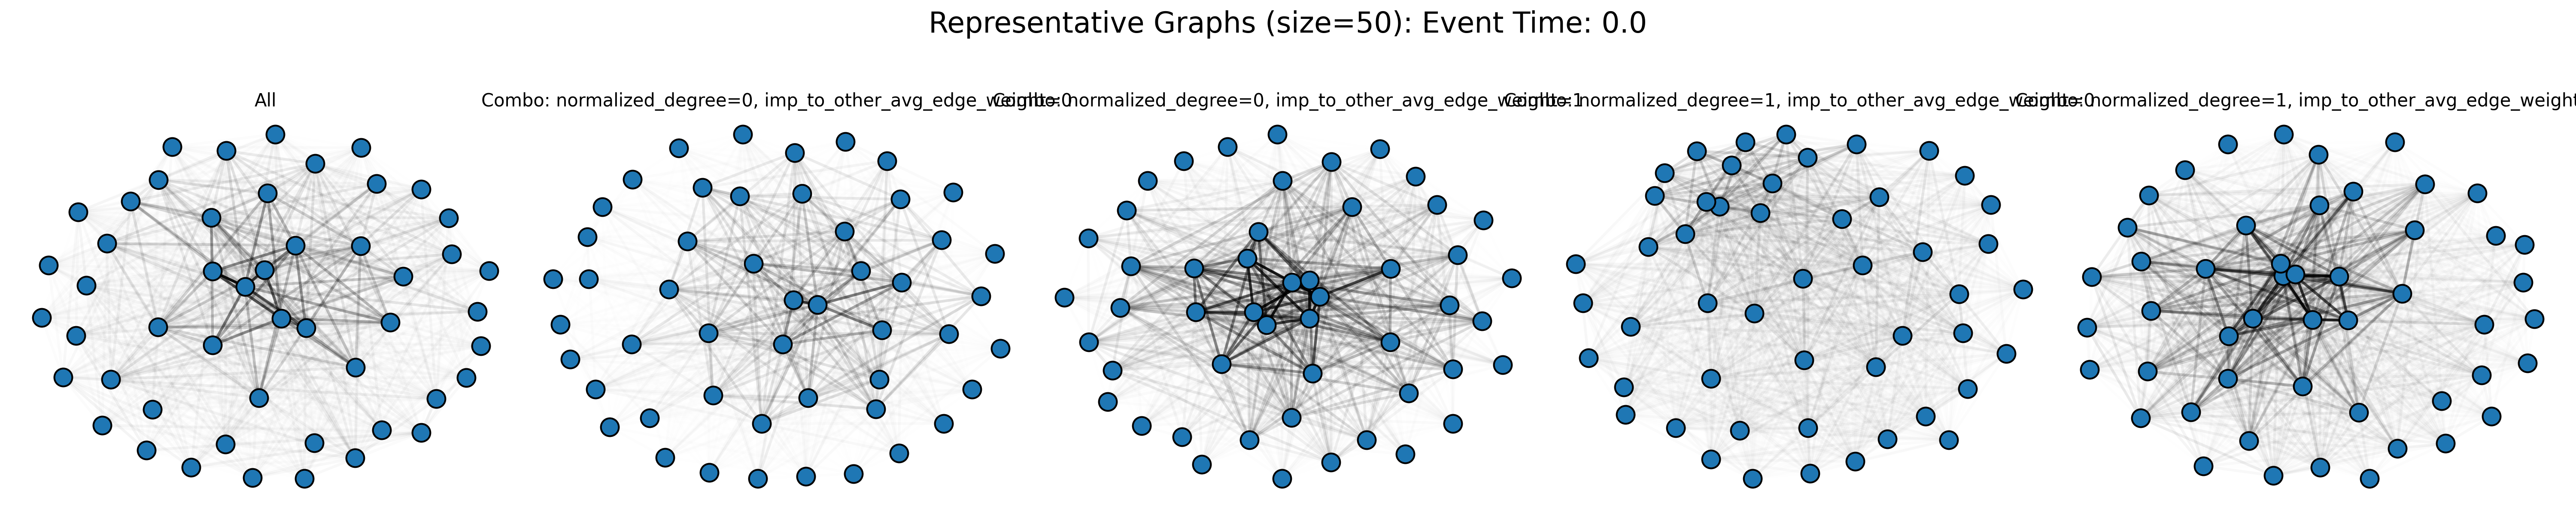 Representative Graphs (size=50): Event Time: 0.0
All
Combo: normalized_degree=0, imp_to_other_avg_edge_weight=0
Combo: normalized_degree=0, imp_to_other_avg_edge_weight=1
Combo: normalized_degree=1, imp_to_other_avg_edge_weight=0
Combo: normalized_degree=1, imp_to_other_avg_edge_weight